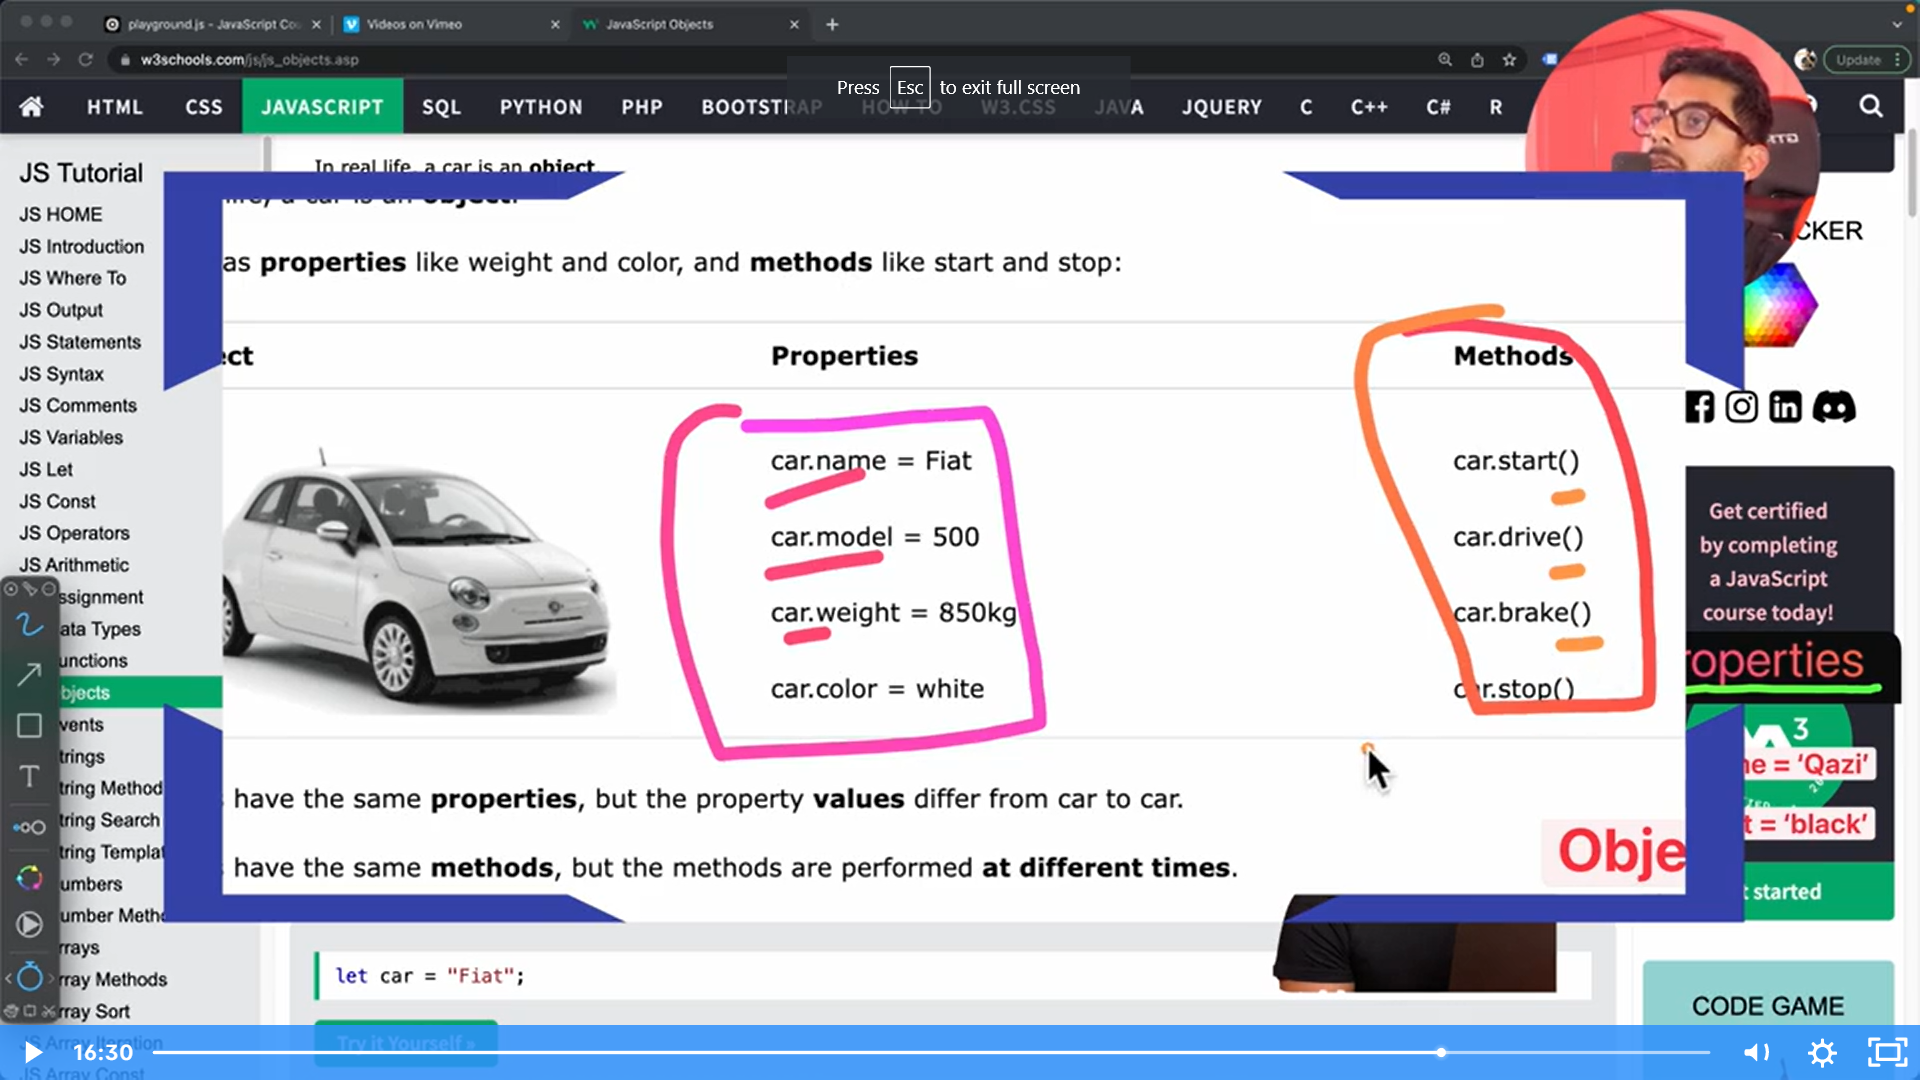 playground.js - JavaScript Co
Videos on Vimeo
JavaScript Objects
w3schools.com/js/js_objects.asp
Update
Press Esc to exit full screen
HTML
CSS
JAVASCRIPT
SQL
PYTHON
PHP
BOOTSTRAP
HOW TO
W3.CSS
JAVA
JQUERY
C
C++
C#
R
JS Tutorial
JS HOME
JS Introduction
JS Where To
JS Output
JS Statements
JS Syntax
JS Comments
JS Variables
JS Let
JS Const
JS Operators
JS Arithmetic
ssignment
ata Types
unctions
bjects
vents
trings
tring Method
tring Search
tring Templat
umbers
umber Metho
rrays
rray Methods
rray Sort
JS Array Iteration
JS Array Const
In real life, a car is an object.
life, a car is an object.
as properties like weight and color, and methods like start and stop:
ect
Properties
Methods
car.name = Fiat
car.start()
car.model = 500
car.drive()
car.weight = 850kg
car.brake()
car.color = white
car.stop()
have the same properties, but the property values differ from car to car.
have the same methods, but the methods are performed at different times.
Obje
let car = "Fiat";
Try it Yourself »
CKER
Get certified
by completing
a JavaScript
course today!
roperties
3
ne = ‘Qazi’
t = ‘black’
t started
CODE GAME
T
16:30